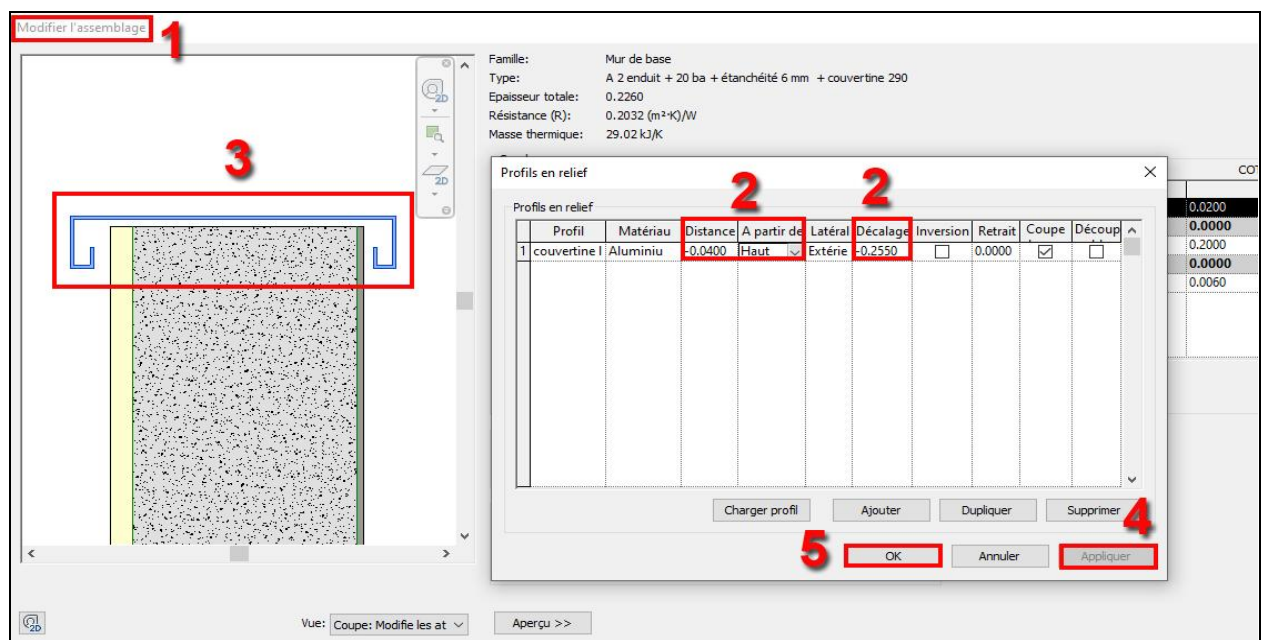 Modifier l'assemblage
1
Famille: Mur de base
Type: A 2 enduit + 20 ba + étanchéité 6 mm + couvertine 290
Epaisseur totale: 0.2260
Résistance (R): 0.2032 (m²·K)/W
Masse thermique: 29.02 kJ/K
2D
2D
3
Profils en relief
2 2
Profils en relief
Profil Matériau Distance A partir de Latéral Décalage Inversion Retrait Coupe Découp
1 couvertine l Aluminiu -0.0400 Haut Extérie -0.2550 0.0000
0.0200
0.0000
0.2000
0.0000
0.0060
Charger profil Ajouter Dupliquer Supprimer
4
5
OK Annuler Appliquer
2D
Vue: Coupe: Modifie les at
Aperçu >>